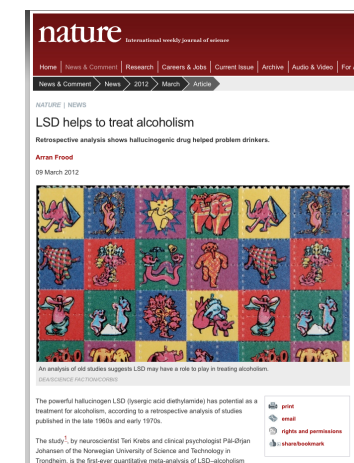 nature International weekly journal of science
Home | News & Comment | Research | Careers & Jobs | Current Issue | Archive | Audio & Video | For
News & Comment News 2012 March Article
NATURE | NEWS
LSD helps to treat alcoholism
Retrospective analysis shows hallucinogenic drug helped problem drinkers.
Arran Frood
09 March 2012
An analysis of old studies suggests LSD may have a role to play in treating alcoholism.
DEA/SCIENCE FACTION/CORBIS
The powerful hallucinogen LSD (lysergic acid diethylamide) has potential as a
treatment for alcoholism, according to a retrospective analysis of studies
published in the late 1960s and early 1970s.
print
email
rights and permissions
share/bookmark
The study1, by neuroscientist Teri Krebs and clinical psychologist Pål-Ørjan
Johansen of the Norwegian University of Science and Technology in
Trondheim, is the first-ever quantitative meta-analysis of LSD–alcoholism